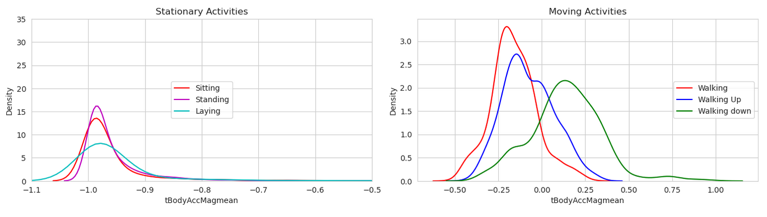 Stationary Activities
35
30
25
20
15
10
5
0
Density
−1.1 −1.0 −0.9 −0.8 −0.7 −0.6 −0.5
tBodyAccMagmean
Sitting
Standing
Laying
Moving Activities
3.0
2.5
2.0
1.5
1.0
0.5
0.0
Density
−0.50 −0.25 0.00 0.25 0.50 0.75 1.00
tBodyAccMagmean
Walking
Walking Up
Walking down